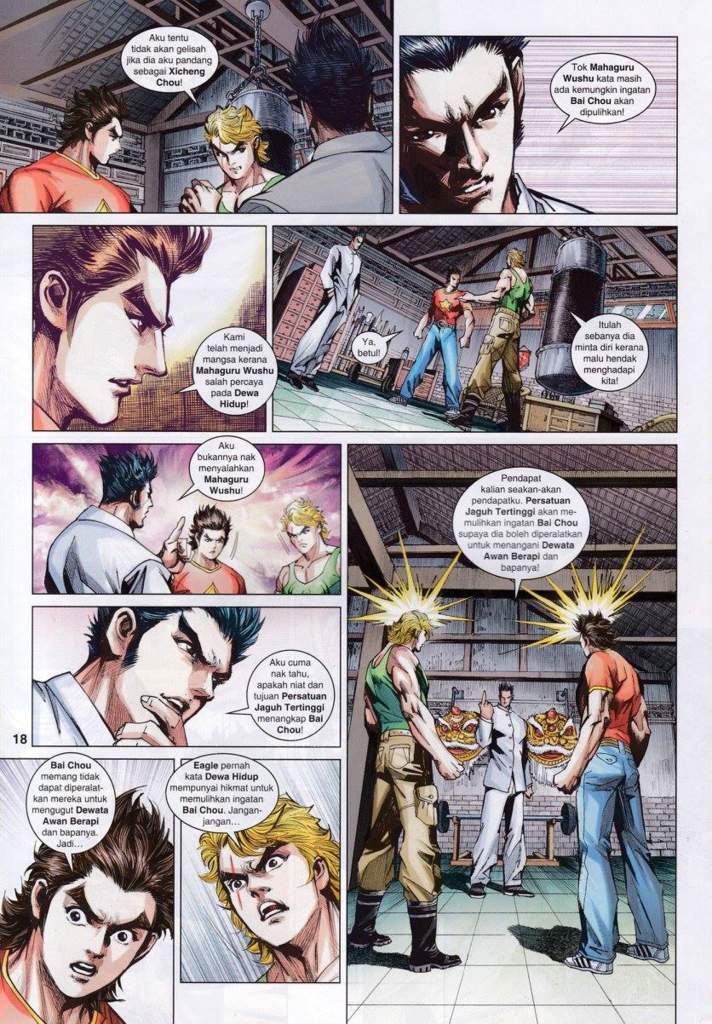 Aku tentu
tidak akan gelisah
jika dia aku pandang
sebagai Xicheng
Chou!
Tok Mahaguru
Wushu kata masih
ada kemungkin ingatan
Bai Chou akan
dipulihkan!
Kami
telah menjadi
mangsa kerana
Mahaguru Wushu
salah percaya
pada Dewa
Hidup!
Ya,
betul!
Itulah
sebanya dia
minta diri kerana
malu hendak
menghadapi
kita!
Aku
bukannya nak
menyalahkan
Mahaguru
Wushu!
Aku cuma
nak tahu,
apakah niat dan
tujuan Persatuan
Jaguh Tertinggi
menangkap Bai
Chou!
Bai Chou
memang tidak
dapat diperalat-
kan mereka untuk
mengugut Dewata
Awan Berapi
dan bapanya.
Jadi...
Eagle pernah
kata Dewa Hidup
mempunyai hikmat untuk
memulihkan ingatan
Bai Chou. Jangan-
jangan...
Pendapat
kalian seakan-akan
pendapatku. Persatuan
Jaguh Tertinggi akan me-
mulihkan ingatan Bai Chou
supaya dia boleh diperalatkan
untuk menangani Dewata
Awan Berapi dan
bapanya!
18